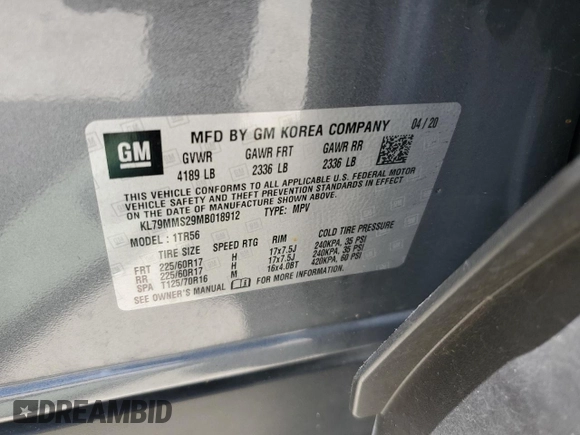 GM
MFD BY GM KOREA COMPANY 04/20
GVWR GAWR FRT GAWR RR
4189 LB 2336 LB 2336 LB
THIS VEHICLE CONFORMS TO ALL APPLICABLE U.S. FEDERAL MOTOR
VEHICLE SAFETY AND THEFT PREVENTION STANDARDS IN EFFECT
ON THE DATE OF MANUFACTURE SHOWN ABOVE.
KL79MMS29MB018912 TYPE: MPV
MODEL: 1TR56
TIRE SIZE SPEED RTG RIM COLD TIRE PRESSURE
FRT 225/60R17 H 17x7.5J 240KPA, 35 PSI
RR 225/60R17 H 17x7.5J 240KPA, 35 PSI
SPA T125/70R16 M 16x4.0BT 420KPA, 60 PSI
SEE OWNER'S MANUAL FOR ADDITIONAL INFORMATION.
DREAMBID